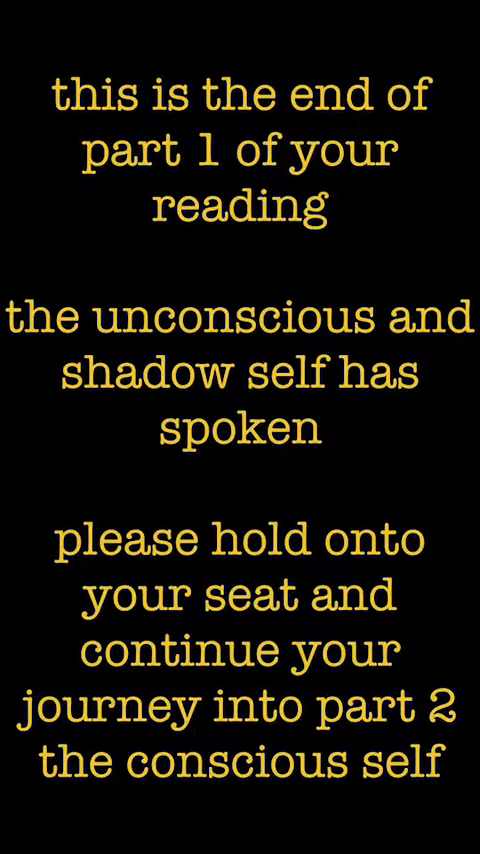 this is the end of
part 1 of your
reading
the unconscious and
shadow self has
spoken
please hold onto
your seat and
continue your
journey into part 2
the conscious self